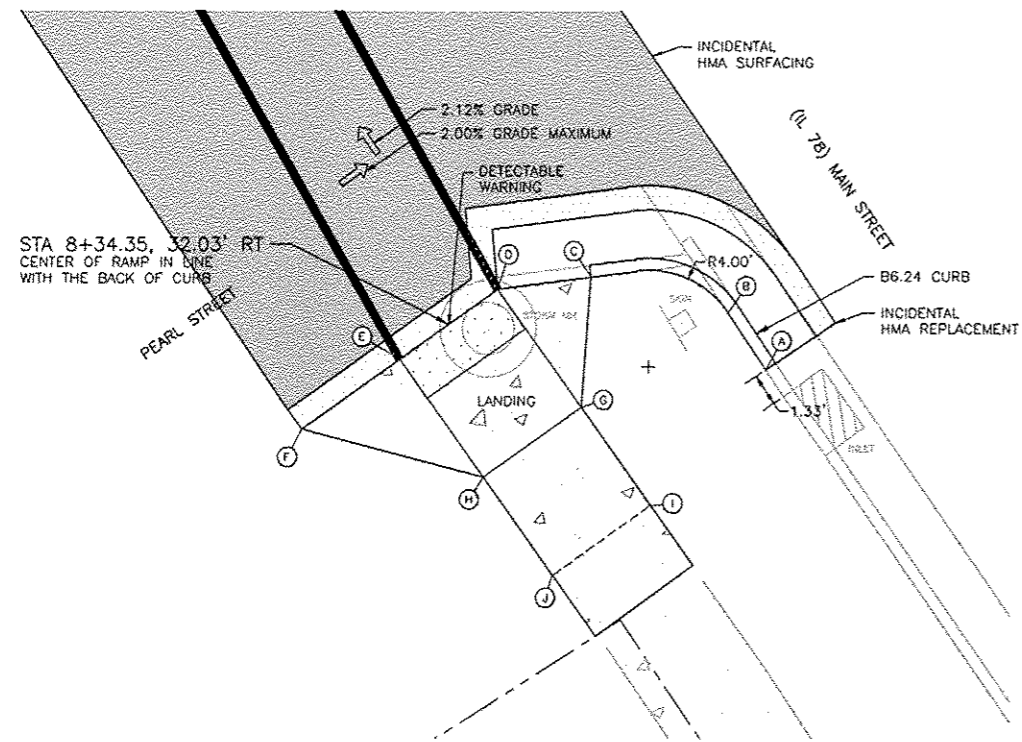 INCIDENTAL
HMA SURFACING
(IL 78) MAIN STREET
2.12% GRADE
2.00% GRADE MAXIMUM
DETECTABLE
WARNING
STA 8+34.35, 32.03' RT
CENTER OF RAMP IN LINE
WITH THE BACK OF CURB
PEARL STREET
D
C
R4.00'
B
B6.24 CURB
INCIDENTAL
HMA REPLACEMENT
SIGN
A
E
1.33'
LANDING
G
INLET
F
H
I
J